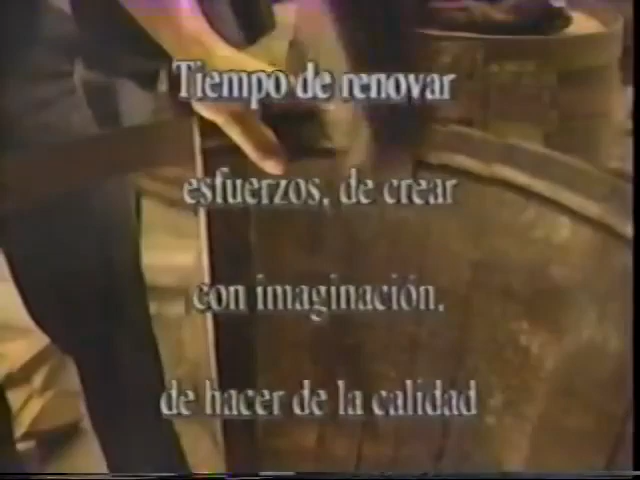 Tiempo de renovar
esfuerzos, de crear
con imaginación,
de hacer de la calidad